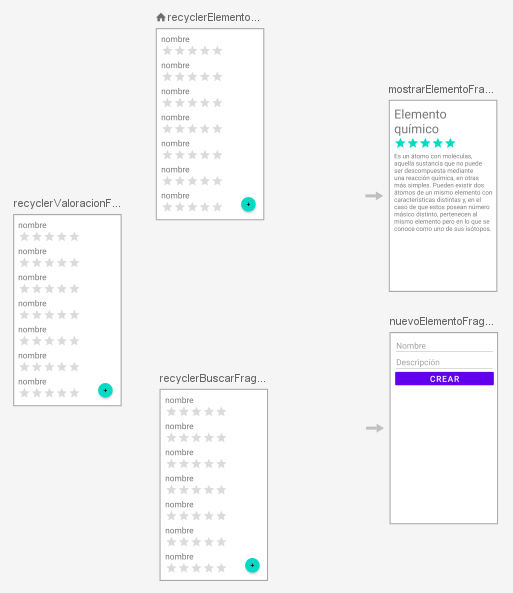 recyclerElemento...
nombre
nombre
nombre
nombre
nombre
nombre
nombre
+
mostrarElementoFra...
Elemento
químico
Es un átomo con moléculas,
aquella sustancia que no puede
ser descompuesta mediante
una reacción química, en otras
más simples. Pueden existir dos
átomos de un mismo elemento con
características distintas y, en el
caso de que estos posean número
másico distinto, pertenecen al
mismo elemento pero en lo que se
conoce como uno de sus isótopos.
recyclerValoracionF...
nombre
nombre
nombre
nombre
nombre
nombre
nombre
+
nuevoElementoFrag...
Nombre
Descripción
CREAR
recyclerBuscarFrag...
nombre
nombre
nombre
nombre
nombre
nombre
nombre
+